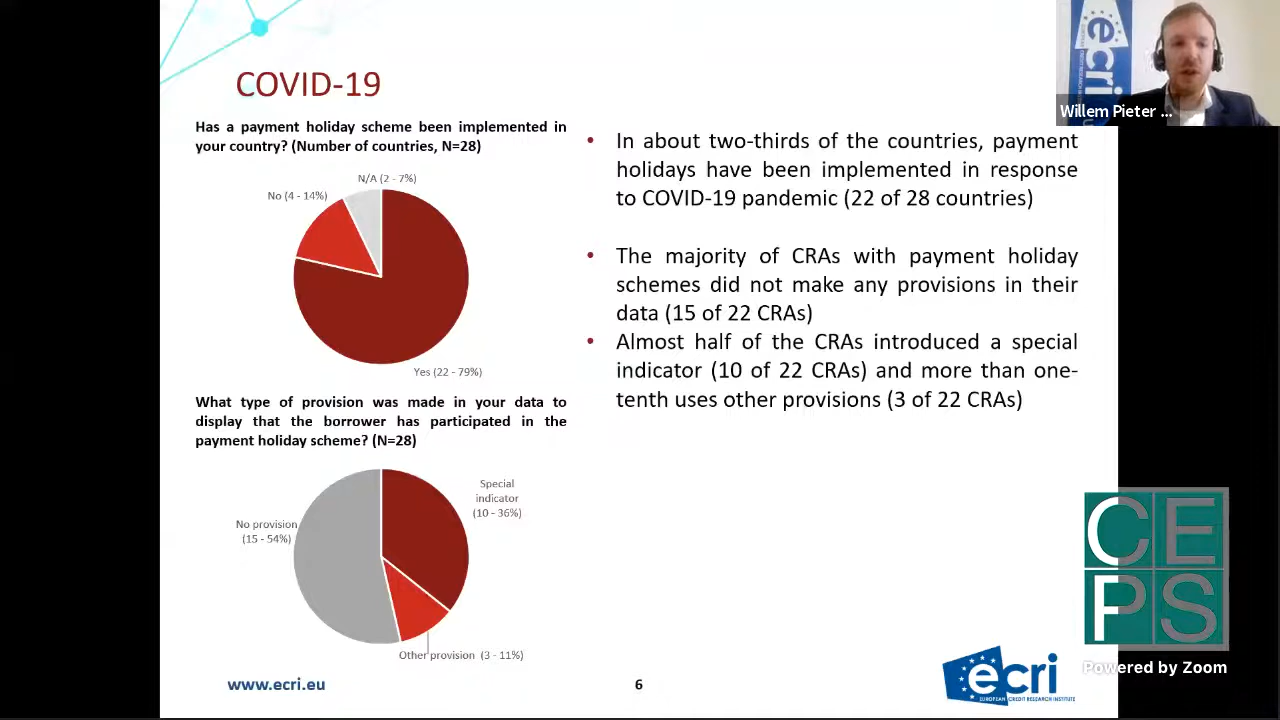 COVID-19
Has a payment holiday scheme been implemented in
your country? (Number of countries, N=28)
N/A (2 - 7%)
No (4 - 14%)
Yes (22 - 79%)
What type of provision was made in your data to
display that the borrower has participated in the
payment holiday scheme? (N=28)
Special
indicator
(10 - 36%)
No provision
(15 - 54%)
Other provision (3 - 11%)
• In about two-thirds of the countries, payment
holidays have been implemented in response
to COVID-19 pandemic (22 of 28 countries)
• The majority of CRAs with payment holiday
schemes did not make any provisions in their
data (15 of 22 CRAs)
• Almost half of the CRAs introduced a special
indicator (10 of 22 CRAs) and more than one-
tenth uses other provisions (3 of 22 CRAs)
www.ecri.eu
6
ecri
EUROPEAN CREDIT RESEARCH INSTITUTE
ecri
Willem Pieter ...
CE
PS
Powered by Zoom